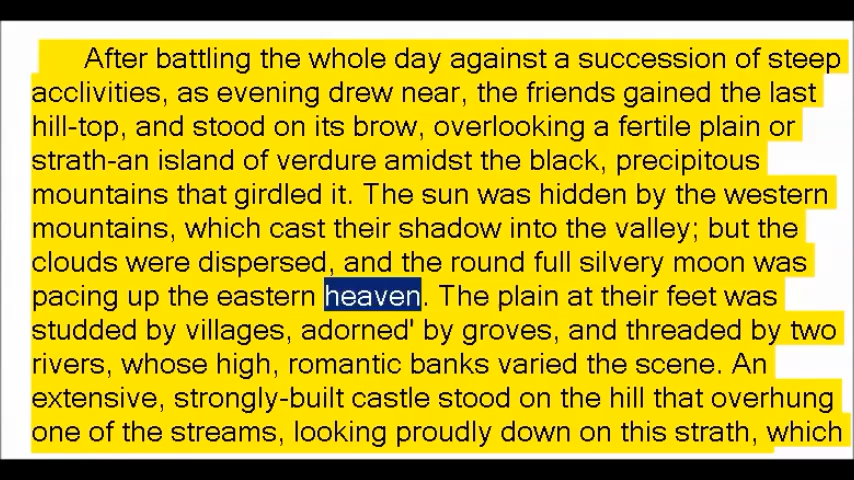 After battling the whole day against a succession of steep
acclivities, as evening drew near, the friends gained the last
hill-top, and stood on its brow, overlooking a fertile plain or
strath-an island of verdure amidst the black, precipitous
mountains that girdled it. The sun was hidden by the western
mountains, which cast their shadow into the valley; but the
clouds were dispersed, and the round full silvery moon was
pacing up the eastern heaven. The plain at their feet was
studded by villages, adorned' by groves, and threaded by two
rivers, whose high, romantic banks varied the scene. An
extensive, strongly-built castle stood on the hill that overhung
one of the streams, looking proudly down on this strath, which